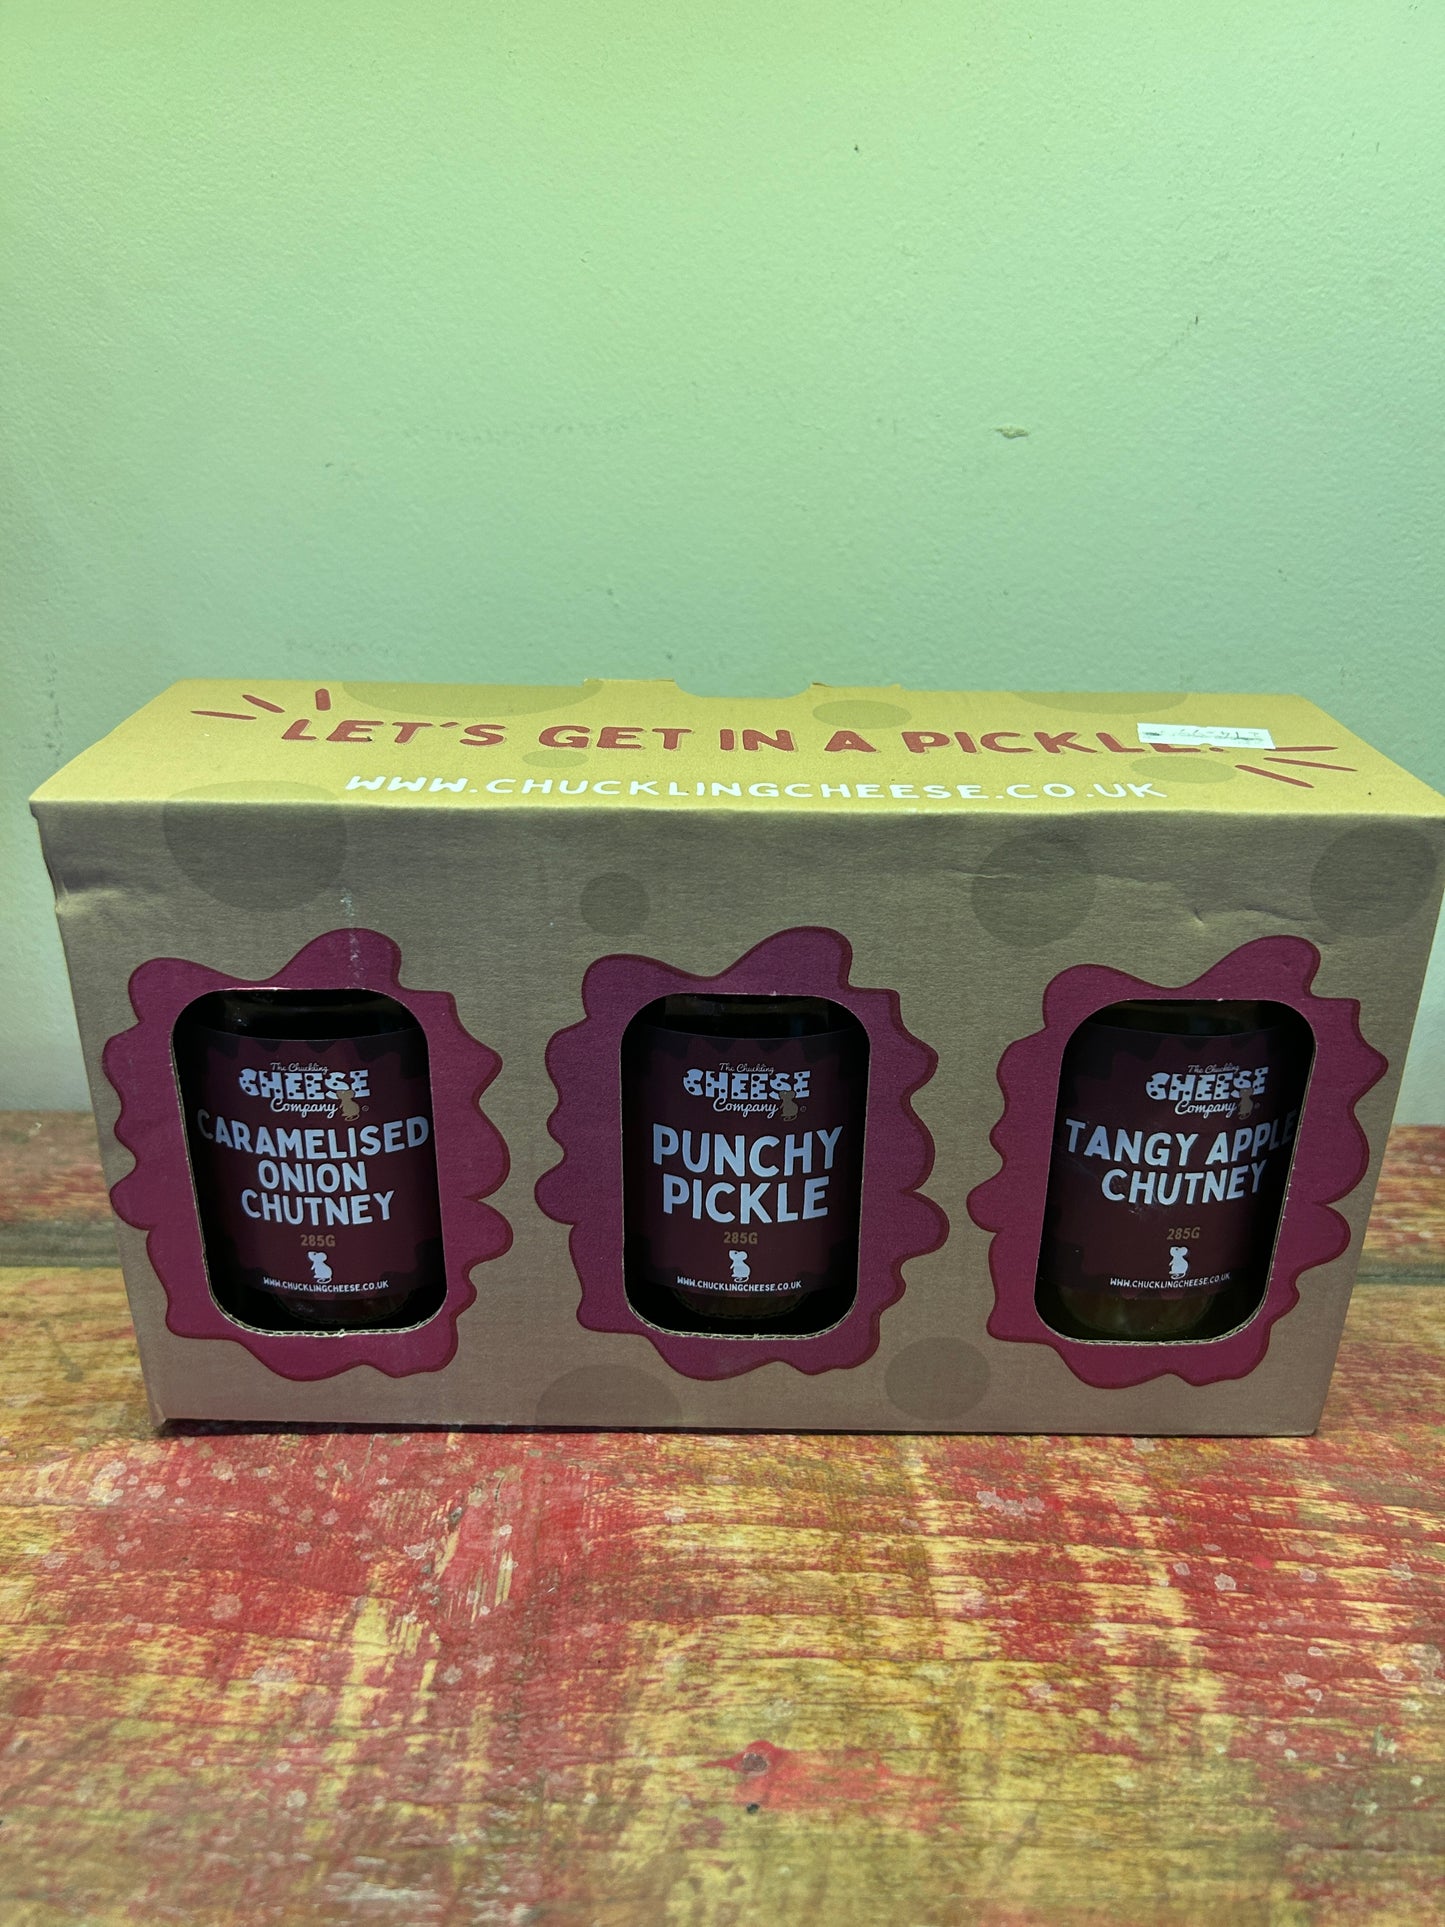 LET'S GET IN A PICKLE!
WWW.CHUCKLINGCHEESE.CO.UK
The Chuckling
CHEESE
Company
CARAMELISED
ONION
CHUTNEY
285G
WWW.CHUCKLINGCHEESE.CO.UK
The Chuckling
CHEESE
Company
PUNCHY
PICKLE
285G
WWW.CHUCKLINGCHEESE.CO.UK
The Chuckling
CHEESE
Company
TANGY APPLE
CHUTNEY
285G
WWW.CHUCKLINGCHEESE.CO.UK